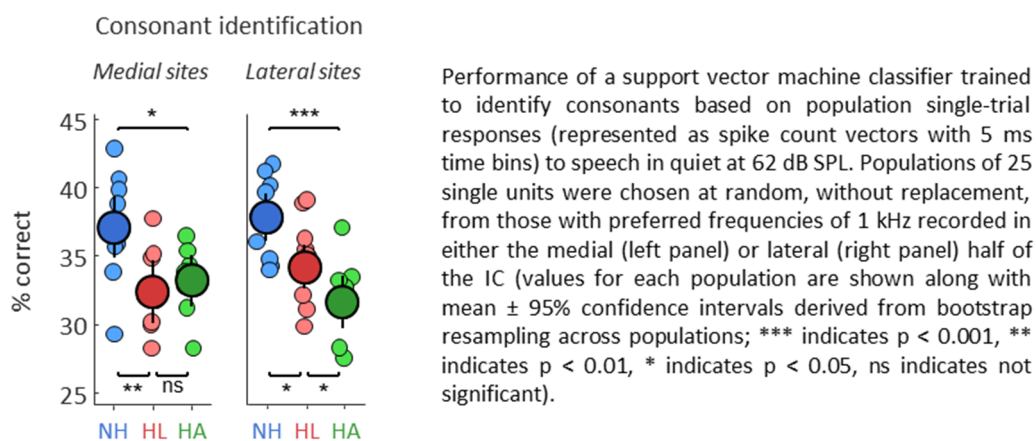 Consonant identification
Medial sites Lateral sites
* ***
45
40
35
30
25
% correct
** ns * *
NH HL HA NH HL HA
Performance of a support vector machine classifier trained
to identify consonants based on population single-trial
responses (represented as spike count vectors with 5 ms
time bins) to speech in quiet at 62 dB SPL. Populations of 25
single units were chosen at random, without replacement,
from those with preferred frequencies of 1 kHz recorded in
either the medial (left panel) or lateral (right panel) half of
the IC (values for each population are shown along with
mean ± 95% confidence intervals derived from bootstrap
resampling across populations; *** indicates p < 0.001, **
indicates p < 0.01, * indicates p < 0.05, ns indicates not
significant).